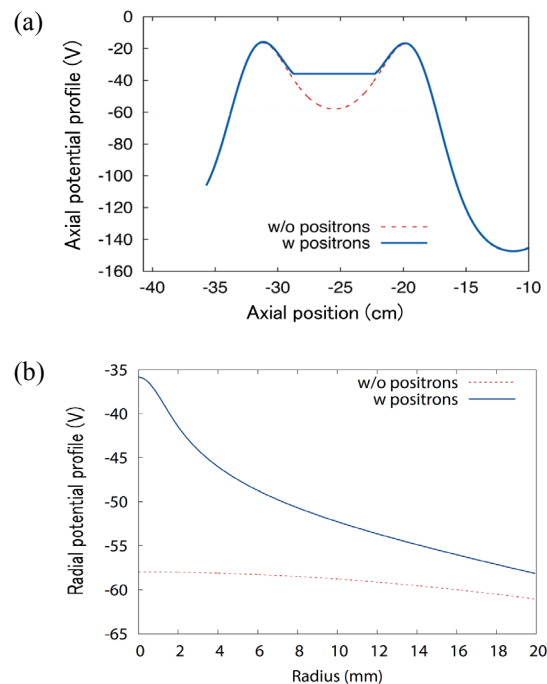 (a)
Axial potential profile (V)
0
-20
-40
-60
-80
-100
-120
-140
-160
w/o positrons
w positrons
-40 -35 -30 -25 -20 -15 -10
Axial position (cm)
(b)
Radial potential profile (V)
-35
-40
-45
-50
-55
-60
-65
w/o positrons
w positrons
0 2 4 6 8 10 12 14 16 18 20
Radius (mm)